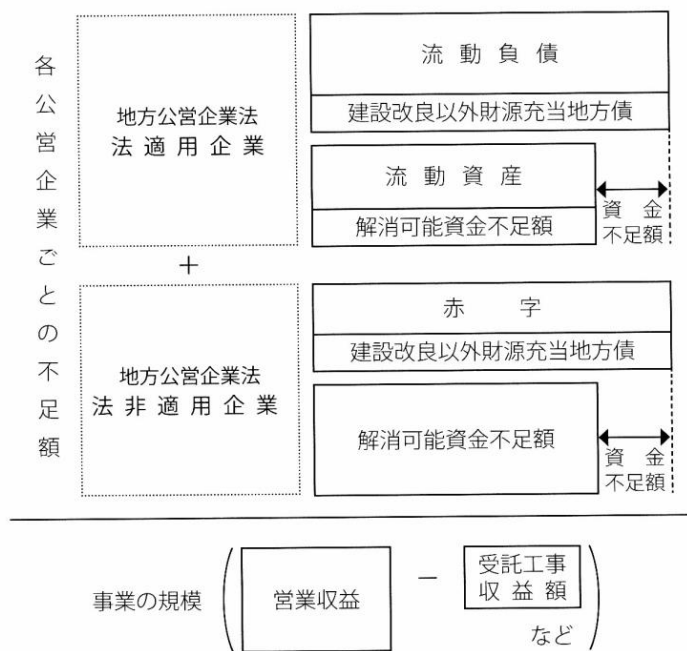 各公営企業ごとの不足額
地方公営企業法
法適用企業
流動負債
建設改良以外財源充当地方債
流動資産
解消可能資金不足額
資金
不足額
+
地方公営企業法
法非適用企業
赤字
建設改良以外財源充当地方債
解消可能資金不足額
資金
不足額
事業の規模
(
営業収益
－
受託工事
収益額
など
)